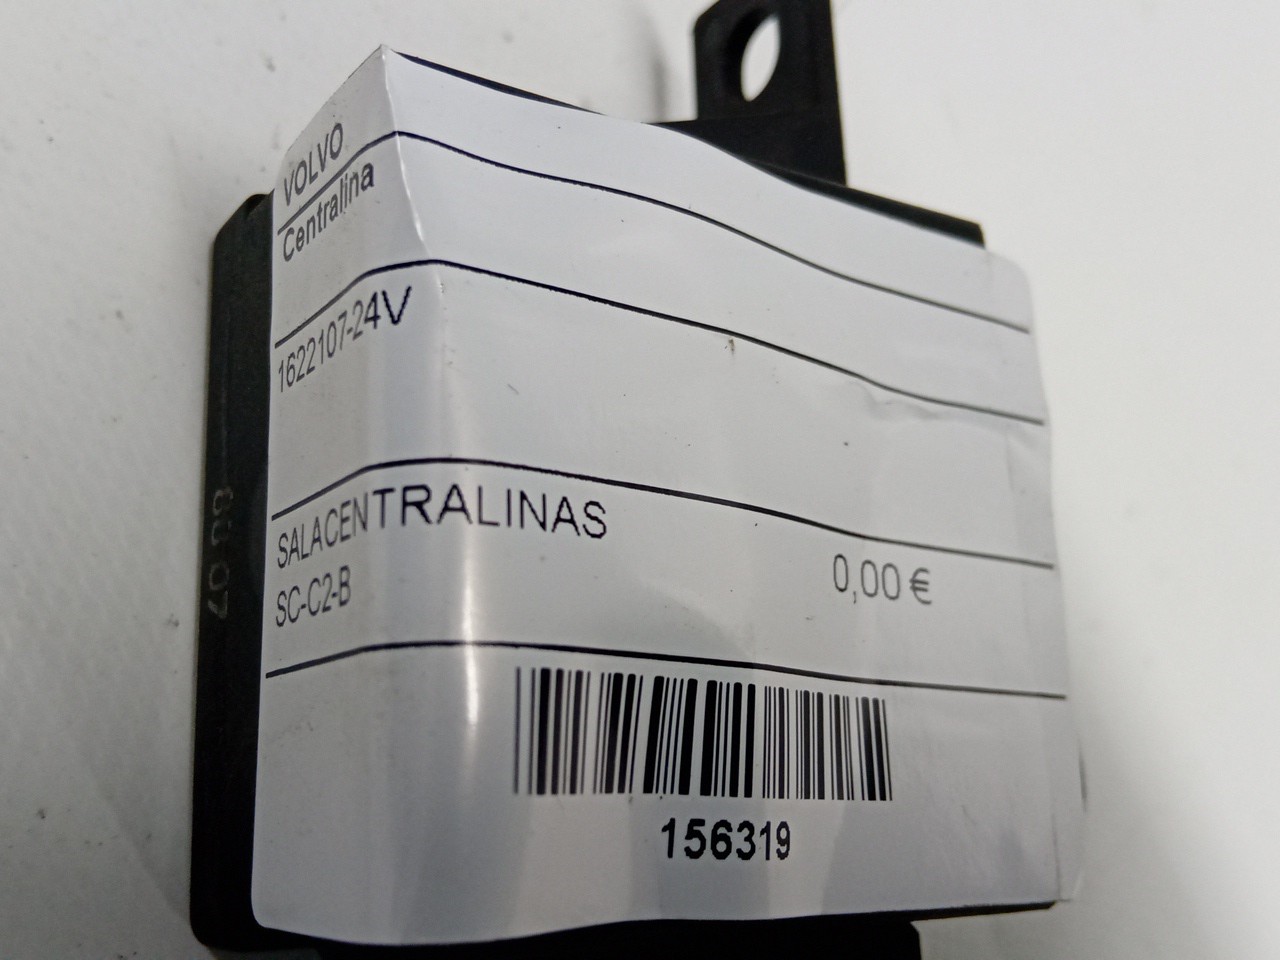 VOLVO
Centralina
1622107-24V
SALACENTRALINAS
SC-C2-B
0,00 €
156319